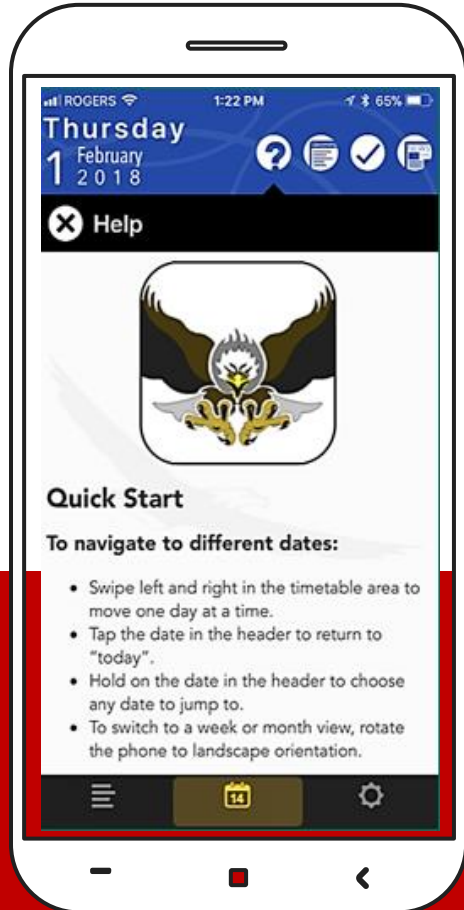 ROGERS 1:22 PM 65%
Thursday
1 February
2018
Help
Quick Start
To navigate to different dates:
• Swipe left and right in the timetable area to
move one day at a time.
• Tap the date in the header to return to
“today”.
• Hold on the date in the header to choose
any date to jump to.
• To switch to a week or month view, rotate
the phone to landscape orientation.
14